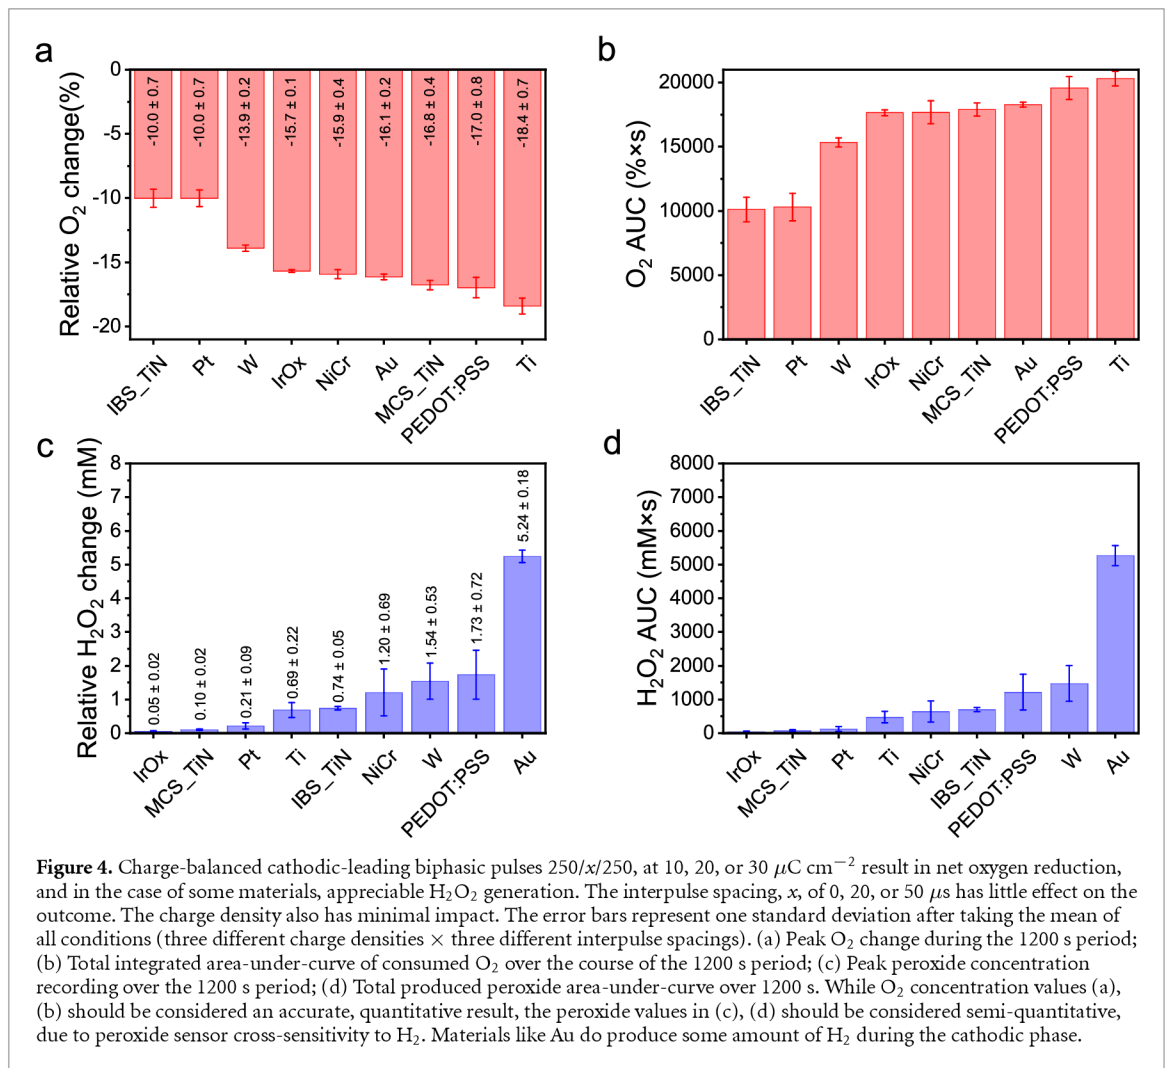 a
Relative O₂ change(%)
0
-5
-10
-15
-20
-10.0 ± 0.7
-10.0 ± 0.7
-13.9 ± 0.2
-15.7 ± 0.1
-15.9 ± 0.4
-16.1 ± 0.2
-16.8 ± 0.4
-17.0 ± 0.8
-18.4 ± 0.7
IBS_TiN
Pt
W
IrOx
NiCr
Au
MCS_TiN
PEDOT:PSS
Ti
b
O₂ AUC (%×s)
20000
15000
10000
5000
0
IBS_TiN
Pt
W
IrOx
NiCr
MCS_TiN
Au
PEDOT:PSS
Ti
c
Relative H₂O₂ change (mM)
8
7
6
5
4
3
2
1
0
0.05 ± 0.02
0.10 ± 0.02
0.21 ± 0.09
0.69 ± 0.22
0.74 ± 0.05
1.20 ± 0.69
1.54 ± 0.53
1.73 ± 0.72
5.24 ± 0.18
IrOx
MCS_TiN
Pt
Ti
IBS_TiN
NiCr
W
PEDOT:PSS
Au
d
H₂O₂ AUC (mM×s)
8000
7000
6000
5000
4000
3000
2000
1000
0
IrOx
MCS_TiN
Pt
Ti
NiCr
IBS_TiN
PEDOT:PSS
W
Au
Figure 4. Charge-balanced cathodic-leading biphasic pulses 250/x/250, at 10, 20, or 30 μC cm⁻² result in net oxygen reduction,
and in the case of some materials, appreciable H₂O₂ generation. The interpulse spacing, x, of 0, 20, or 50 μs has little effect on the
outcome. The charge density also has minimal impact. The error bars represent one standard deviation after taking the mean of
all conditions (three different charge densities × three different interpulse spacings). (a) Peak O₂ change during the 1200 s period;
(b) Total integrated area-under-curve of consumed O₂ over the course of the 1200 s period; (c) Peak peroxide concentration
recording over the 1200 s period; (d) Total produced peroxide area-under-curve over 1200 s. While O₂ concentration values (a),
(b) should be considered an accurate, quantitative result, the peroxide values in (c), (d) should be considered semi-quantitative,
due to peroxide sensor cross-sensitivity to H₂. Materials like Au do produce some amount of H₂ during the cathodic phase.